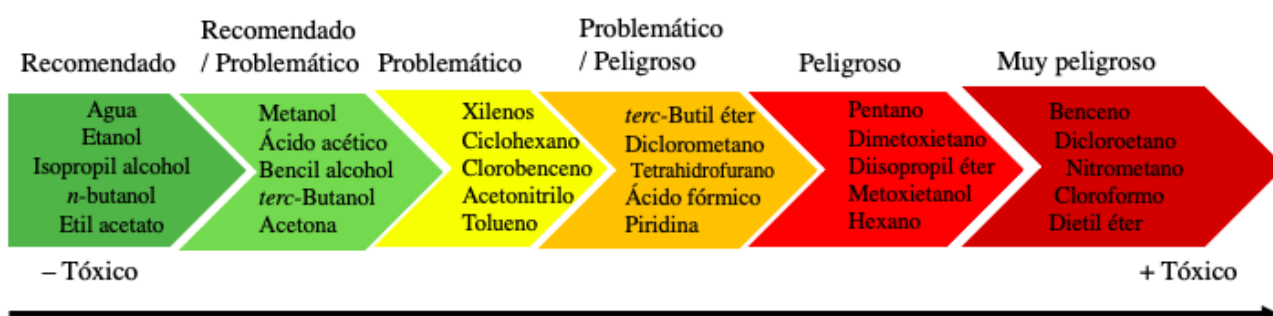 Recomendado
Recomendado
/ Problemático
Problemático
Problemático
/ Peligroso
Peligroso
Muy peligroso
Agua
Etanol
Isopropil alcohol
n-butanol
Etil acetato
Metanol
Ácido acético
Bencil alcohol
terc-Butanol
Acetona
Xilenos
Ciclohexano
Clorobenceno
Acetonitrilo
Tolueno
terc-Butil éter
Diclorometano
Tetrahidrofurano
Ácido fórmico
Piridina
Pentano
Dimetoxietano
Diisopropil éter
Metoxietanol
Hexano
Benceno
Dicloroetano
Nitrometano
Cloroformo
Dietil éter
– Tóxico
+ Tóxico